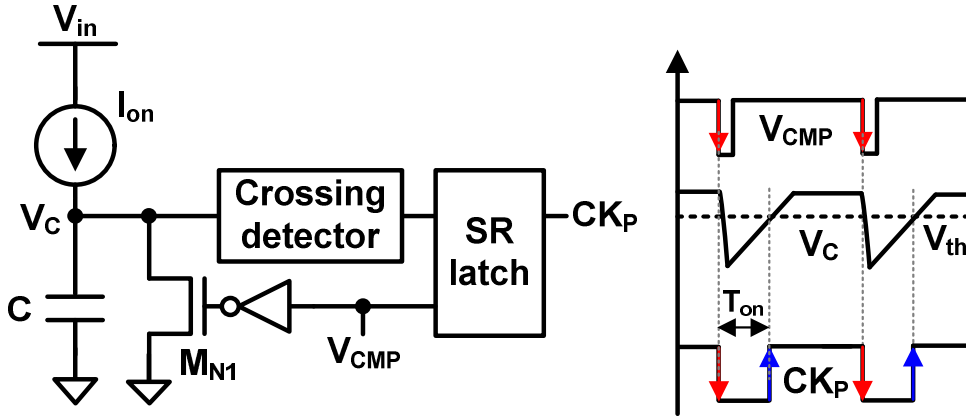 Vin
Ion
VC
C
MN1
Crossing
detector
SR
latch
CKP
VCMP
VCMP
VC
Vth
Ton
CKP